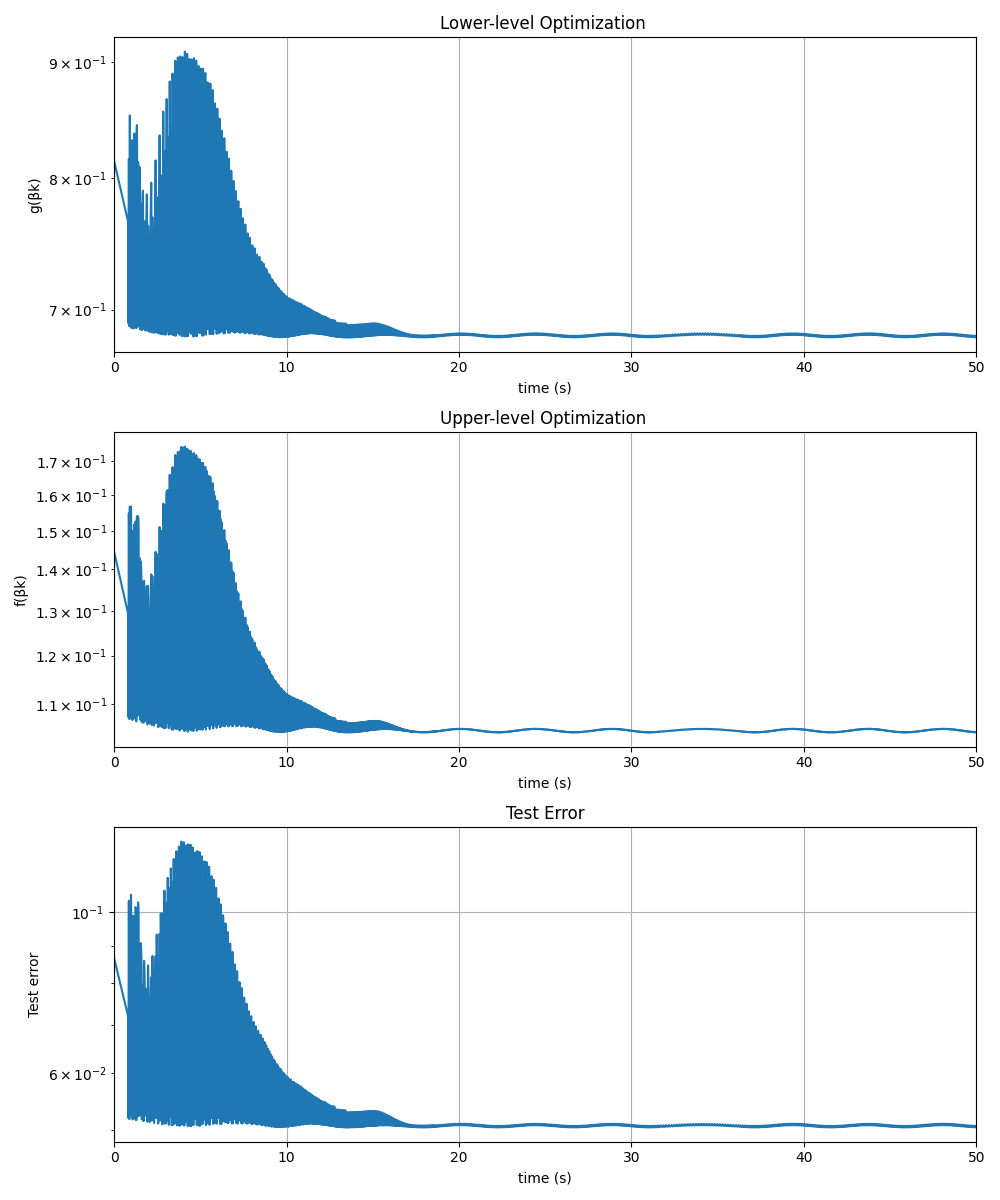 Lower-level Optimization
9 × 10⁻¹
8 × 10⁻¹
7 × 10⁻¹
g(βk)
0 10 20 30 40 50
time (s)
Upper-level Optimization
1.7 × 10⁻¹
1.6 × 10⁻¹
1.5 × 10⁻¹
1.4 × 10⁻¹
1.3 × 10⁻¹
1.2 × 10⁻¹
1.1 × 10⁻¹
f(βk)
0 10 20 30 40 50
time (s)
Test Error
10⁻¹
6 × 10⁻²
Test error
0 10 20 30 40 50
time (s)